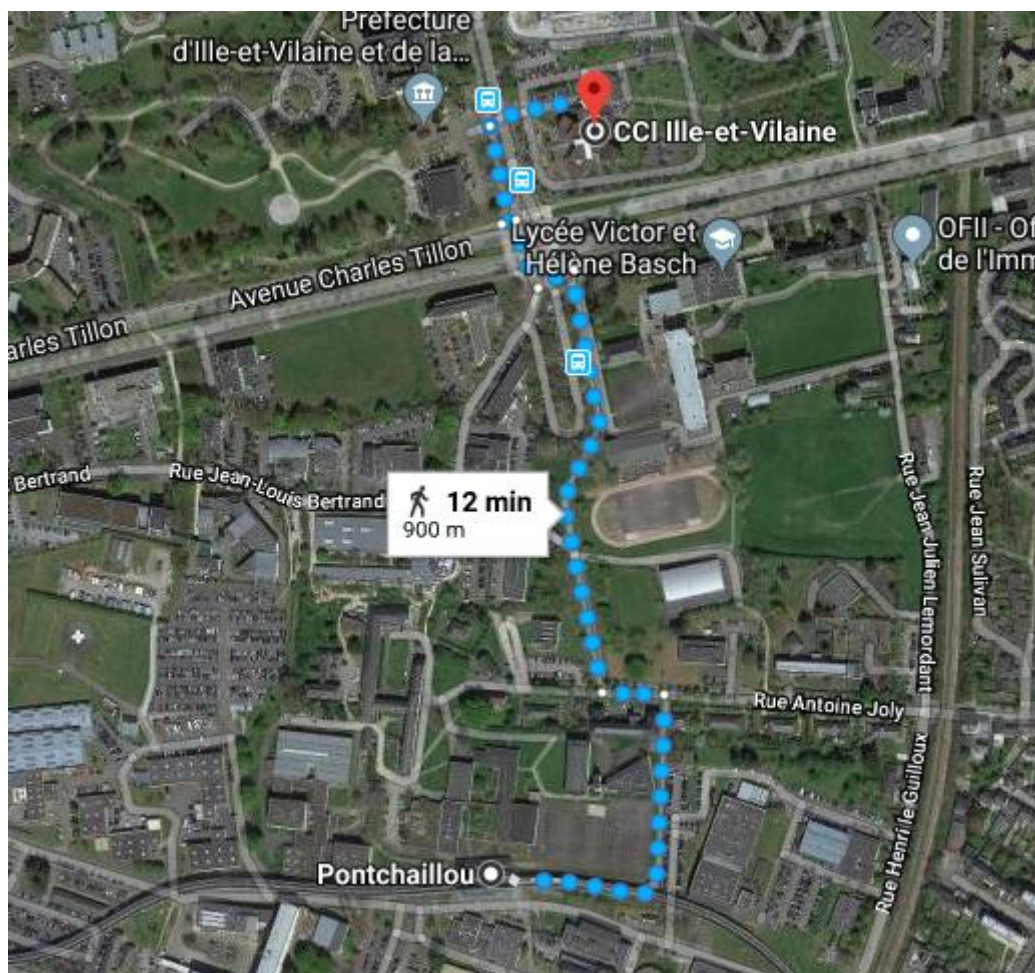 Préfecture
d'Ille-et-Vilaine et de la...
CCI Ille-et-Vilaine
Lycée Victor et
Hélène Basch
OFII - Of
de l'Imm
Avenue Charles Tillon
arles Tillon
Bertrand
Rue Jean-Louis Bertrand
12 min
900 m
Rue Jean Julien Lemordant
Rue Jean Sulivan
Rue Antoine Joly
Rue Henri le Guilloux
Pontchaillou